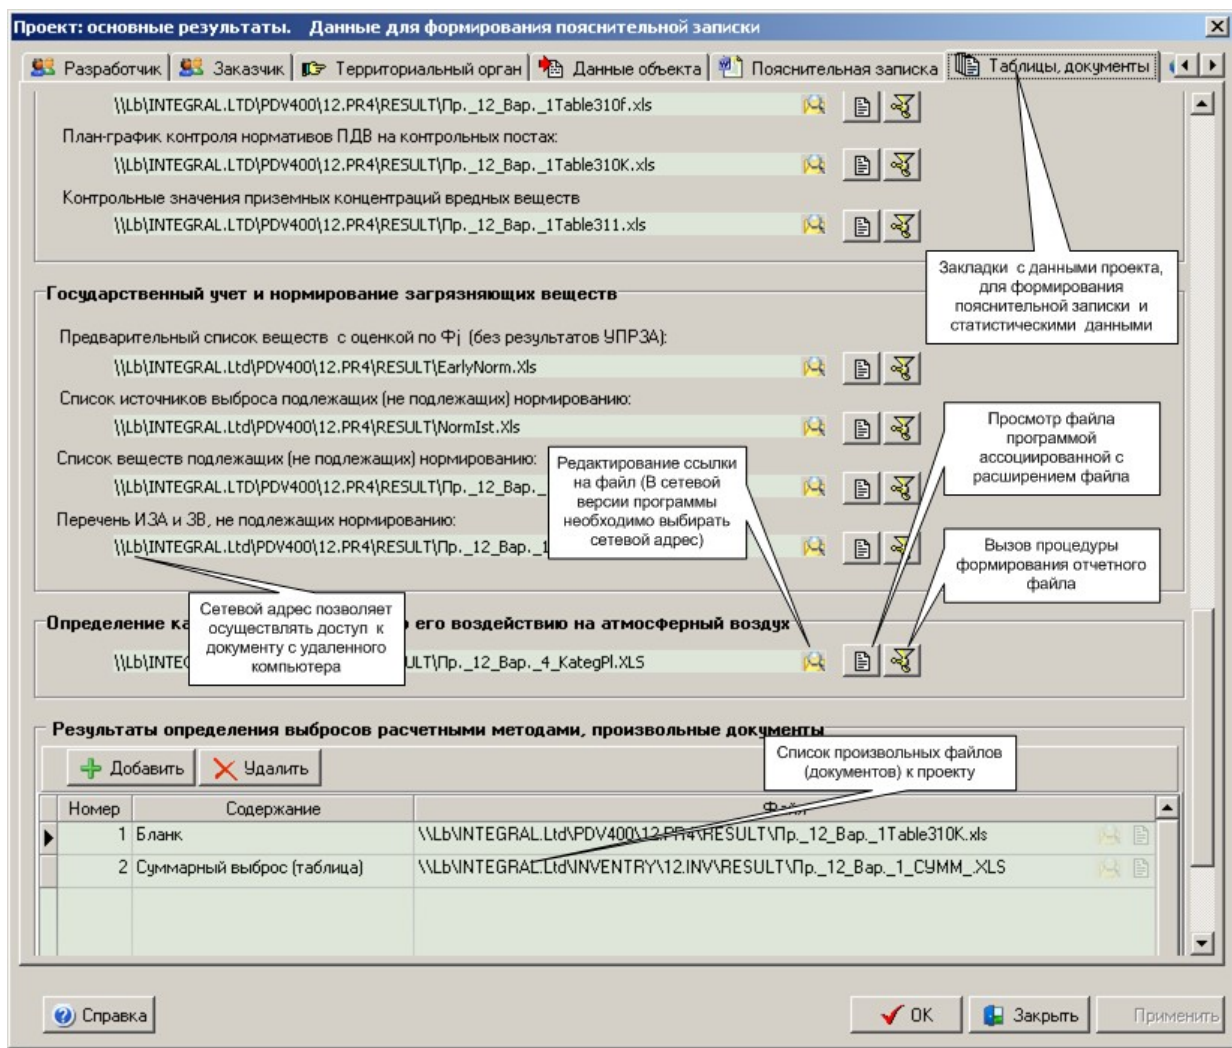 Проект: основные результаты. Данные для формирования пояснительной записки
Разработчик Заказчик Территориальный орган Данные объекта Пояснительная записка Таблицы, документы
\\Lb\INTEGRAL.LTD\PDV400\12.PR4\RESULT\Пр._12_Вар._1Table310f.xls
План-график контроля нормативов ПДВ на контрольных постах:
\\Lb\INTEGRAL.LTD\PDV400\12.PR4\RESULT\Пр._12_Вар._1Table310K.xls
Контрольные значения приземных концентраций вредных веществ
\\Lb\INTEGRAL.LTD\PDV400\12.PR4\RESULT\Пр._12_Вар._1Table311.xls
Закладки с данными проекта,
для формирования
пояснительной записки и
статистическими данными
Государственный учет и нормирование загрязняющих веществ
Предварительный список веществ с оценкой по Фj (без результатов УПРЗА):
\\Lb\INTEGRAL.Ltd\PDV400\12.PR4\RESULT\EarlyNorm.Xls
Список источников выброса подлежащих (не подлежащих) нормированию:
\\Lb\INTEGRAL.Ltd\PDV400\12.PR4\RESULT\NormIst.Xls
Список веществ подлежащих (не подлежащих) нормированию:
\\Lb\INTEGRAL.LTD\PDV400\12.PR4\RESULT\Пр._12_Вар._
Перечень ИЗА и ЗВ, не подлежащих нормированию:
\\Lb\INTEGRAL.Ltd\PDV400\12.PR4\RESULT\Пр._12_Вар._1
Редактирование ссылки
на файл (В сетевой
версии программы
необходимо выбирать
сетевой адрес)
Просмотр файла
программой
ассоциированной с
расширением файла
Вызов процедуры
формирования отчетного
файла
Сетевой адрес позволяет
осуществлять доступ к
документу с удаленного
компьютера
Определение ка его воздействию на атмосферный воздух
\\Lb\INTE ULT\Пр._12_Вар._4_KategPl.XLS
Результаты определения выбросов расчетными методами, произвольные документы
Добавить Удалить
Список произвольных файлов
(документов) к проекту
Номер Содержание Файл
1 Бланк \\Lb\INTEGRAL.Ltd\PDV400\12.PR4\RESULT\Пр._12_Вар._1Table310K.xls
2 Суммарный выброс (таблица) \\Lb\INTEGRAL.Ltd\INVENTRY\12.INV\RESULT\Пр._12_Вар._1_СУММ_.XLS
Справка OK Закрыть Применить